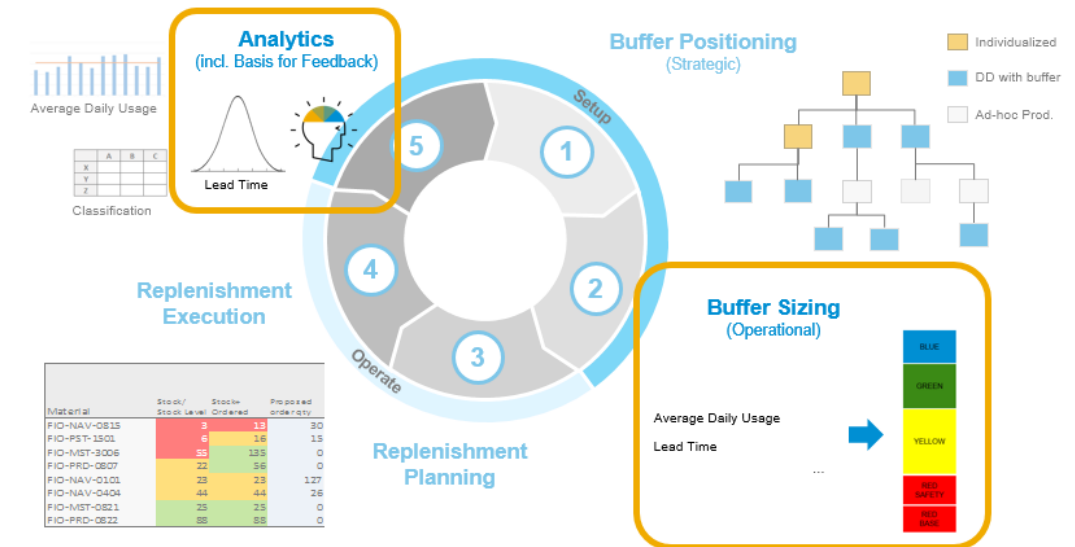 Analytics
(incl. Basis for Feedback)
Average Daily Usage
Lead Time
A B C
X
Y
Z
Classification
Buffer Positioning
(Strategic)
Individualized
DD with buffer
Ad-hoc Prod.
Setup
1
2
3
4
5
Operate
Buffer Sizing
(Operational)
Average Daily Usage
Lead Time
...
BLUE
GREEN
YELLOW
RED
SAFETY
RED
BASE
Replenishment
Planning
Replenishment
Execution
Stock/ Stock+ Proposed
Material Stock Level Ordered order qty
FIO-NAV-0815 3 13 30
FIO-PST-1501 6 16 15
FIO-MST-3006 55 135 0
FIO-PRD-0807 22 56 0
FIO-NAV-0101 23 23 127
FIO-NAV-0404 44 44 26
FIO-MST-0821 25 25 0
FIO-PRD-0822 88 88 0